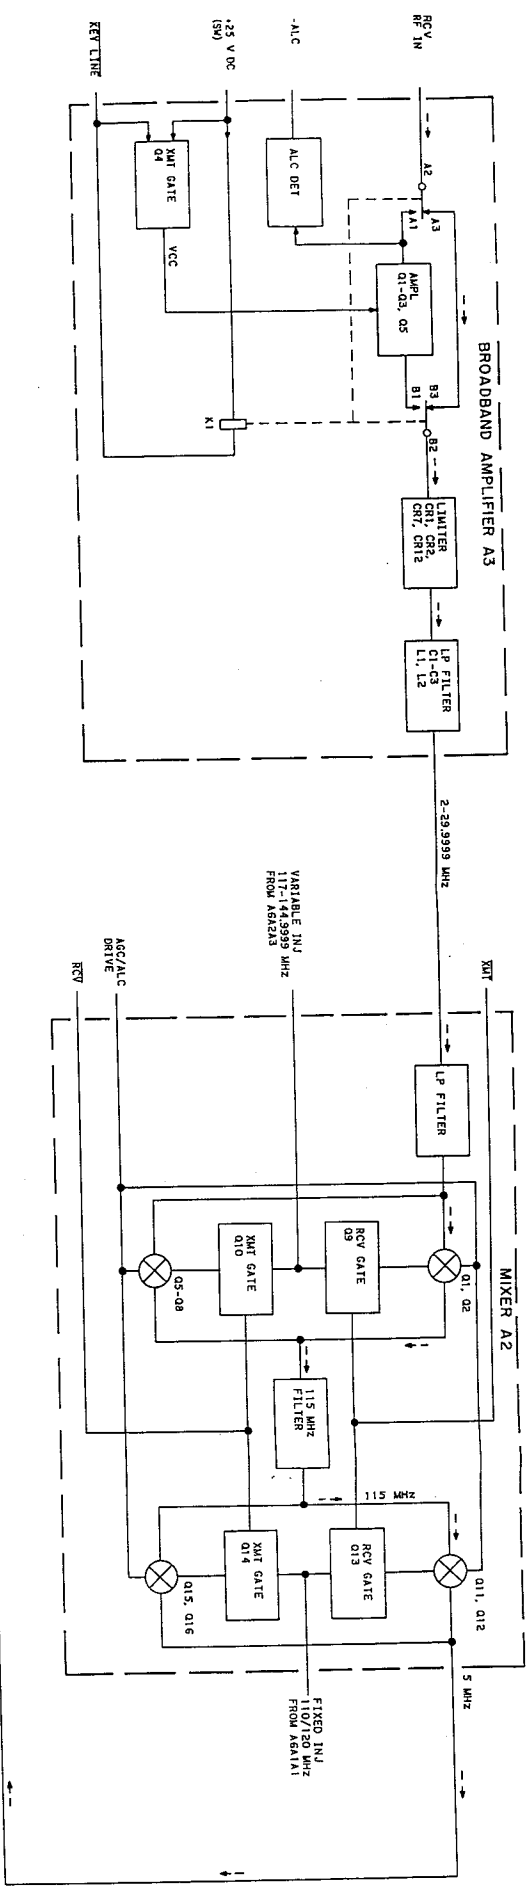 BROADBAND AMPLIFIER A3
RCV
RF IN
A2
A3
A1
AMPL
Q1-Q3, Q5
B3
B1
B2
LIMITER
CR1, CR2,
CR7, CR12
LP FILTER
C1-C3
L1, L2
2-29.9999 MHz
-ALC
ALC DET
+25 V DC
(SW)
K1
VCC
XMT GATE
Q4
KEY LINE
MIXER A2
XMT
LP FILTER
Q1, Q2
RCV GATE
Q9
VARIABLE INJ
117-144.9999 MHz
FROM A6A2A3
XMT GATE
Q10
Q5-Q8
AGC/ALC
DRIVE
RCV
115 MHz
FILTER
115 MHz
Q11, Q12
RCV GATE
Q13
XMT GATE
Q14
Q15, Q16
5 MHz
FIXED INJ
110/120 MHz
FROM A6A1A1